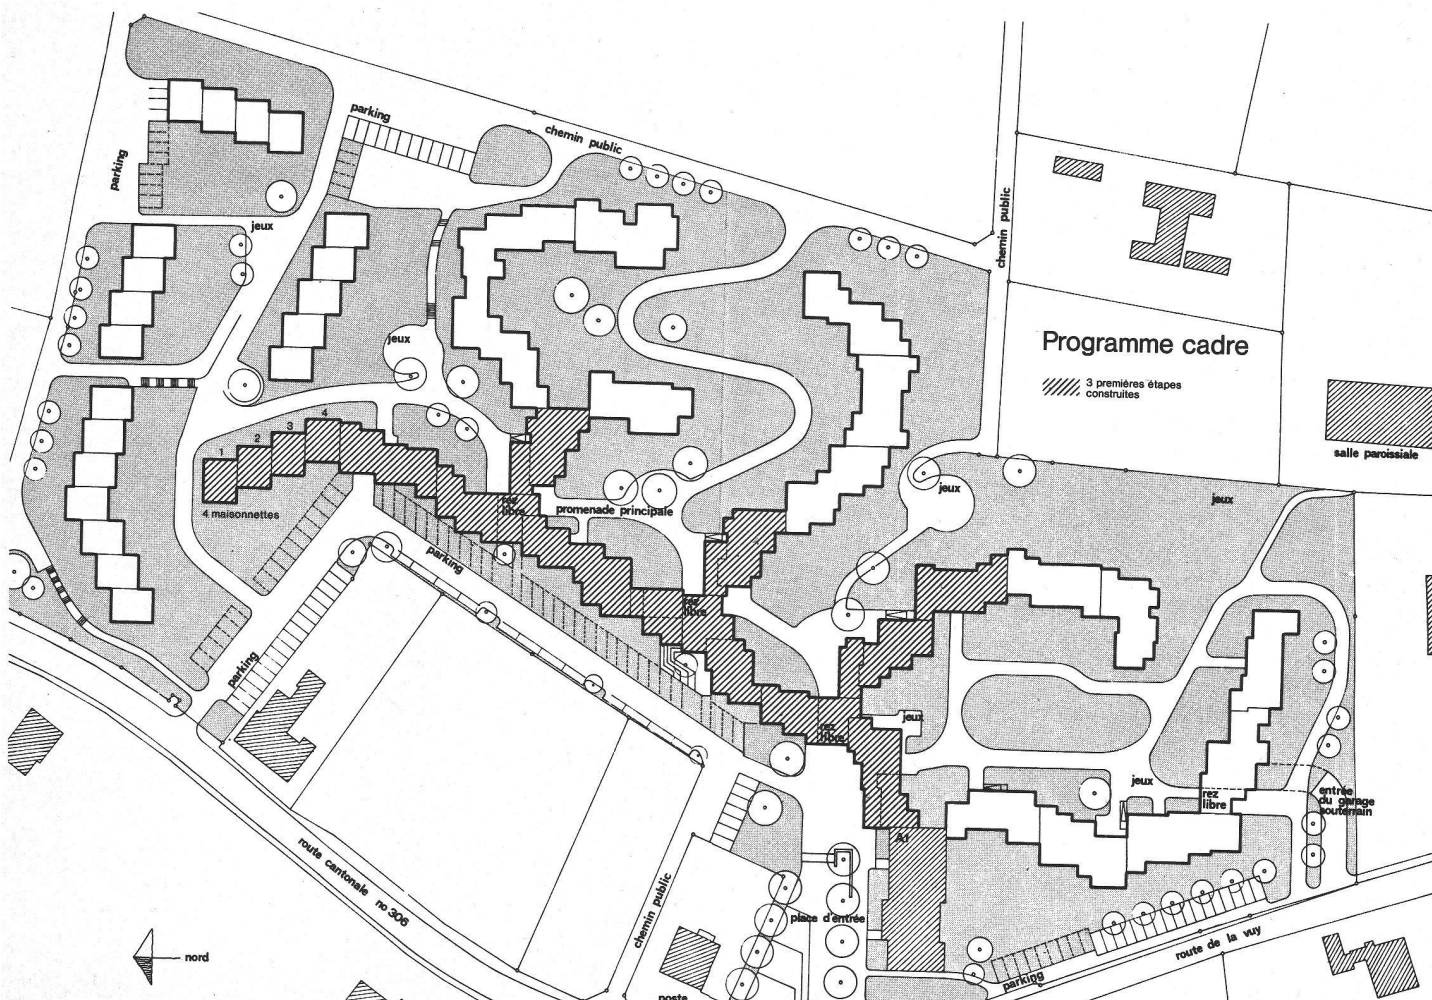 parking
chemin public
parking
jeux
chemin public
jeux
Programme cadre
3 premières étapes
construites
1
2
3
4
4 maisonnettes
salle paroissiale
rez
libre
promenade principale
jeux
jeux
parking
rez
libre
parking
jeux
rez
libre
jeux
rez
libre
entrée
du garage
souterrain
A1
route cantonale no 306
chemin public
place d'entrée
route de la vuy
parking
nord
poste